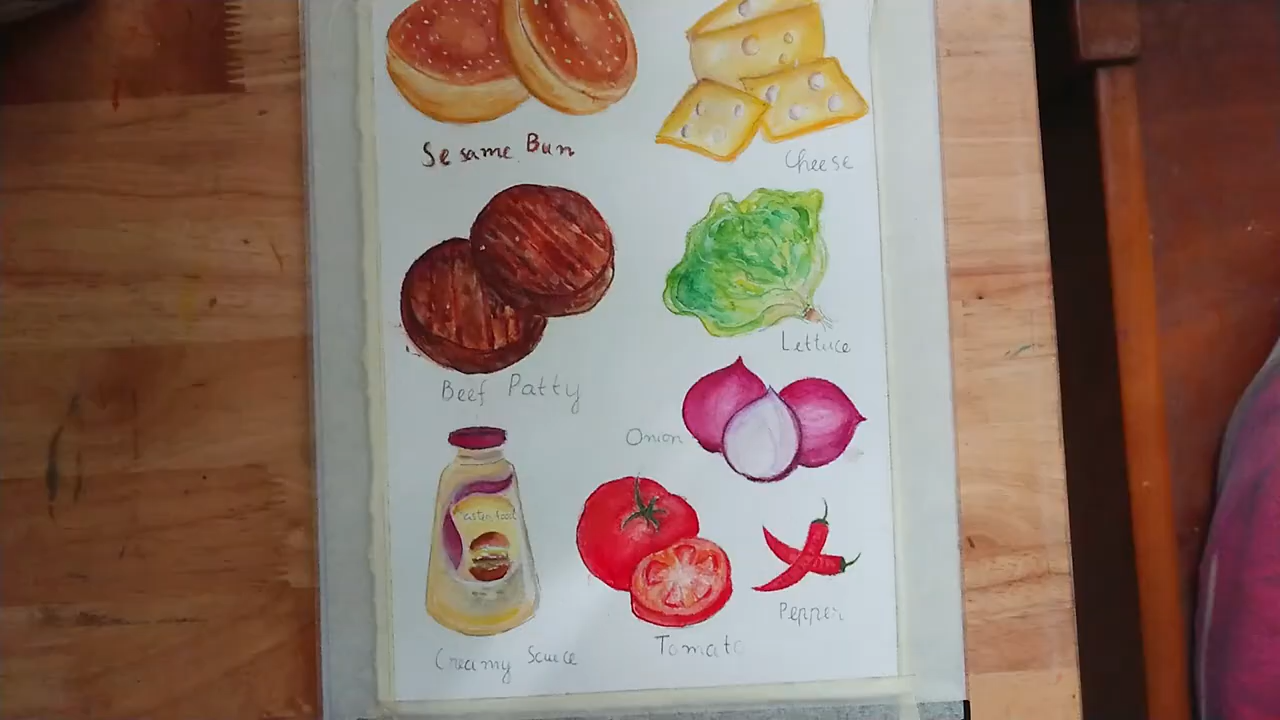 Sesame Bun
Cheese
Beef Patty
Lettuce
Onion
Pepper
Tomato
Creamy Sauce